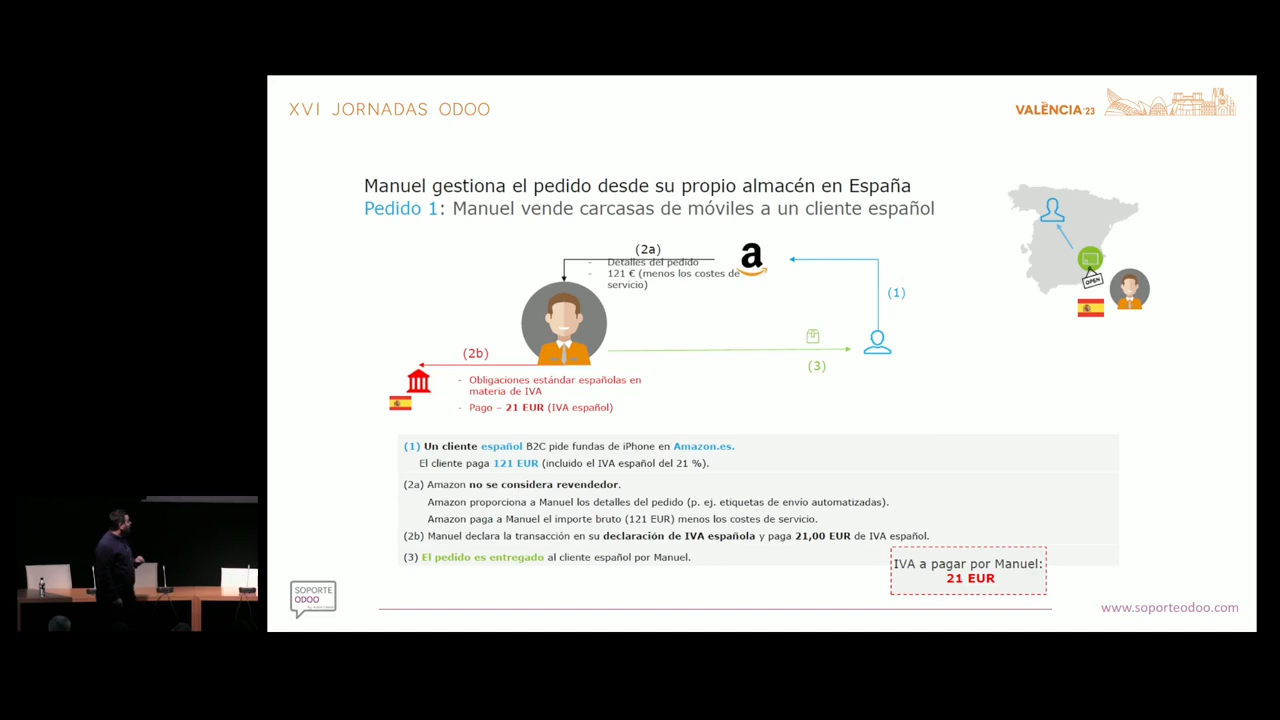 XVI JORNADAS ODOO
VALÈNCIA '23
Manuel gestiona el pedido desde su propio almacén en España
Pedido 1: Manuel vende carcasas de móviles a un cliente español
(2a)
- Detalles del pedido
- 121 € (menos los costes de
servicio)
a
(1)
OPEN
(2b)
(3)
- Obligaciones estándar españolas en
materia de IVA
- Pago – 21 EUR (IVA español)
(1) Un cliente español B2C pide fundas de iPhone en Amazon.es.
El cliente paga 121 EUR (incluido el IVA español del 21 %).
(2a) Amazon no se considera revendedor.
Amazon proporciona a Manuel los detalles del pedido (p. ej. etiquetas de envío automatizadas).
Amazon paga a Manuel el importe bruto (121 EUR) menos los costes de servicio.
(2b) Manuel declara la transacción en su declaración de IVA española y paga 21,00 EUR de IVA español.
(3) El pedido es entregado al cliente español por Manuel.
IVA a pagar por Manuel:
21 EUR
SOPORTE
ODOO
www.soporteodoo.com